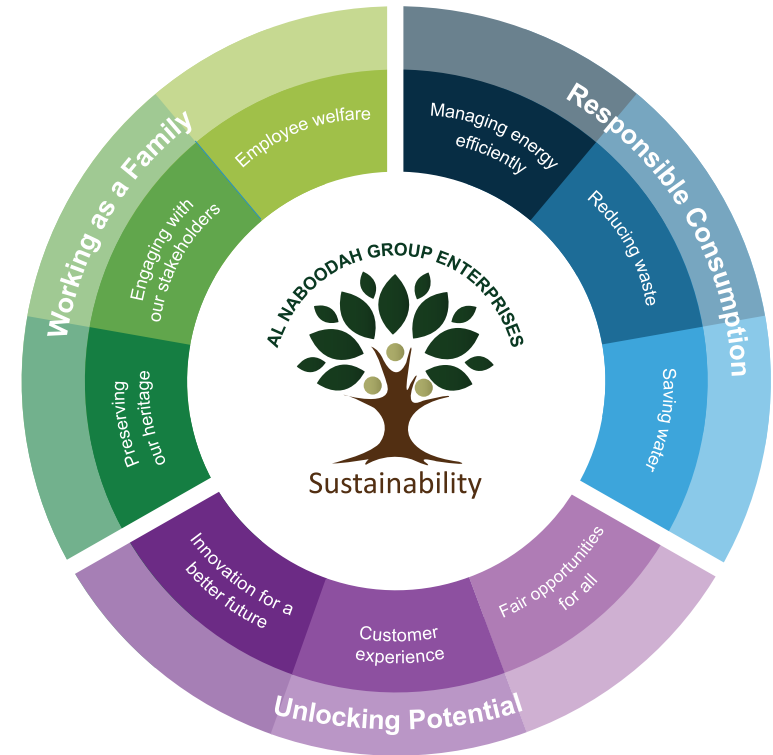 Working as a Family
Employee welfare
Engaging with
our stakeholders
Preserving
our heritage
Responsible Consumption
Managing energy
efficiently
Reducing waste
Saving water
Unlocking Potential
Fair opportunities
for all
Customer
experience
Innovation for a
better future
AL NABOODAH GROUP ENTERPRISES
Sustainability